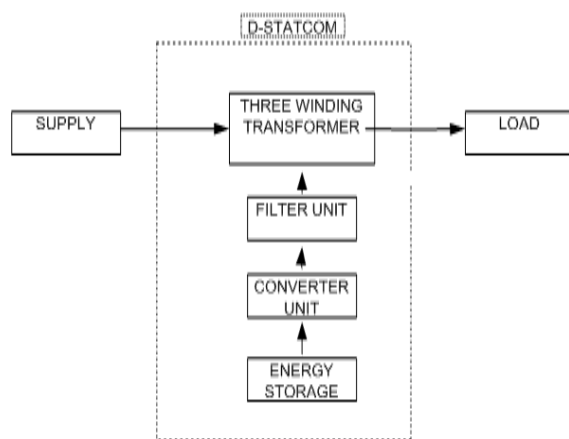 D-STATCOM
SUPPLY
THREE WINDING
TRANSFORMER
LOAD
FILTER UNIT
CONVERTER
UNIT
ENERGY
STORAGE